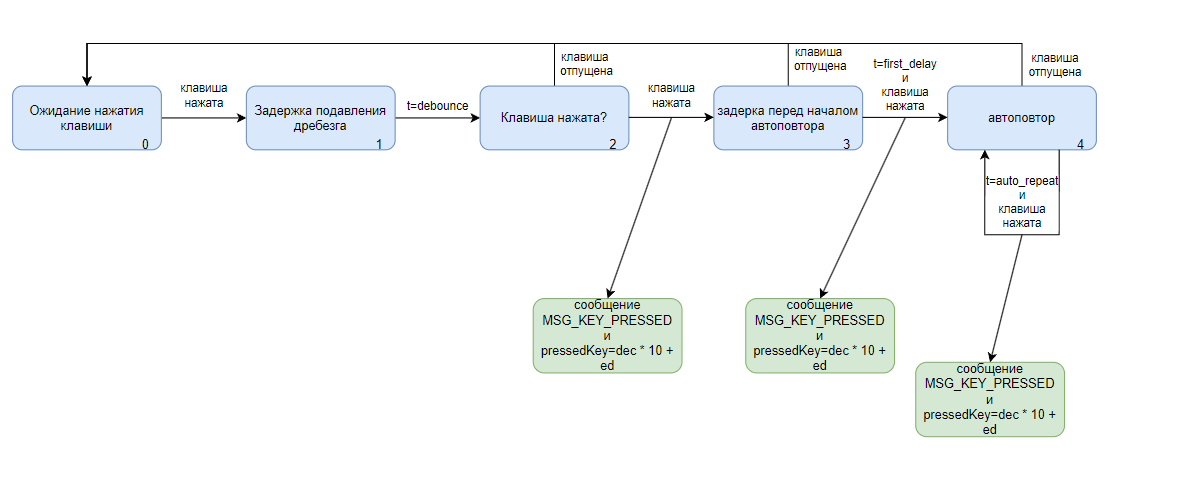 Ожидание нажатия
клавиши
0
клавиша
нажата
Задержка подавления
дребезга
1
t=debounce
Клавиша нажата?
2
клавиша
отпущена
клавиша
нажата
задерка перед началом
автоповтора
3
клавиша
отпущена
t=first_delay
и
клавиша
нажата
автоповтор
4
клавиша
отпущена
t=auto_repeat
и
клавиша
нажата
сообщение
MSG_KEY_PRESSED
и
pressedKey=dec * 10 +
ed
сообщение
MSG_KEY_PRESSED
и
pressedKey=dec * 10 +
ed
сообщение
MSG_KEY_PRESSED
и
pressedKey=dec * 10 +
ed